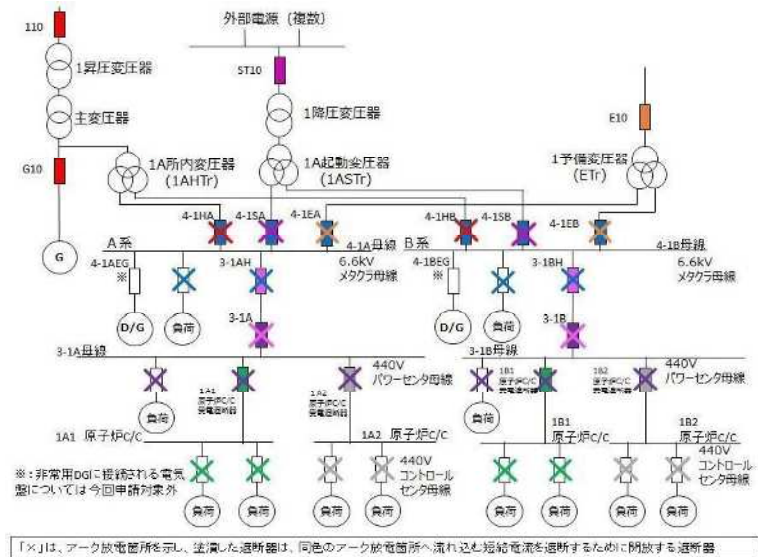 110
外部電源（複数）
1昇圧変圧器
ST10
主変圧器
1降圧変圧器
E10
G10
1A所内変圧器
(1AHTr)
1A起動変圧器
(1ASTr)
1予備変圧器
(ETr)
4-1HA
4-1SA
4-1EA
4-1HB
4-1SB
4-1EB
G
A系
4-1A母線
B系
4-1B母線
4-1AEG
※
3-1AH
6.6kV
メタクラ母線
4-1BEG
※
3-1BH
6.6kV
メタクラ母線
D/G
負荷
3-1A
D/G
負荷
3-1B
3-1A母線
440V
パワーセンタ母線
3-1B母線
440V
パワーセンタ母線
1A1
原子炉C/C
受電遮断器
1A2
原子炉C/C
受電遮断器
1B1
原子炉C/C
受電遮断器
1B2
原子炉C/C
受電遮断器
負荷
負荷
1A1 原子炉C/C
1A2 原子炉C/C
1B1
原子炉C/C
1B2
原子炉C/C
※：非常用DGに接続される電気
盤については今回申請対象外
440V
コントロール
センタ母線
440V
コントロール
センタ母線
負荷
負荷
負荷
負荷
負荷
負荷
負荷
負荷
「×」は、アーク放電箇所を示し、塗潰した遮断器は、同色のアーク放電箇所へ流れ込む短絡電流を遮断するために開放する遮断器